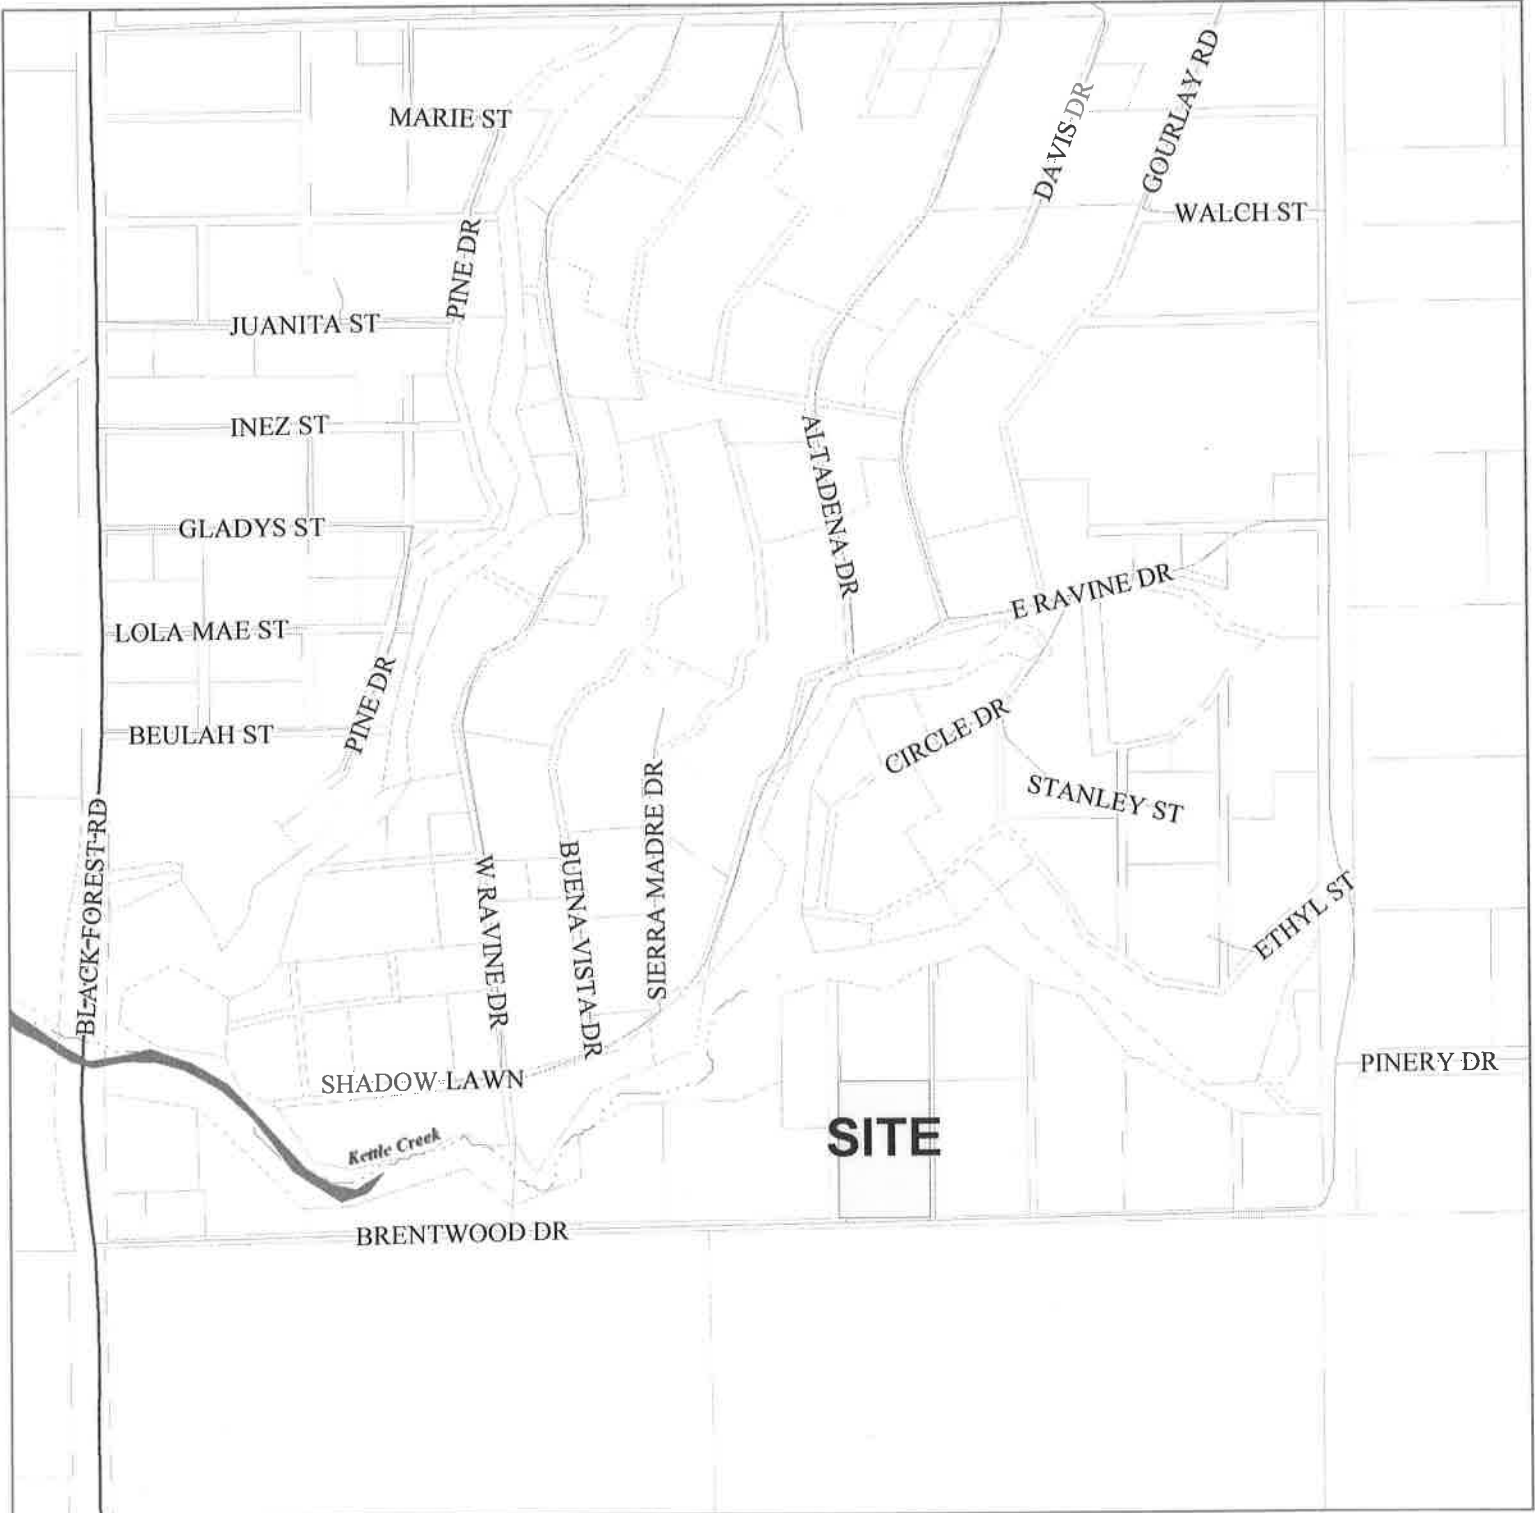 MARIE ST
DAVIS DR
GOURLAY RD
WALCH ST
PINE DR
JUANITA ST
INEZ ST
ALTADENA DR
GLADYS ST
E RAVINE DR
LOLA MAE ST
PINE DR
BEULAH ST
CIRCLE DR
STANLEY ST
BLACK FOREST RD
W RAVINE DR
BUENA VISTA DR
SIERRA MADRE DR
ETHYL ST
SHADOW LAWN
PINERY DR
Kettle Creek
SITE
BRENTWOOD DR